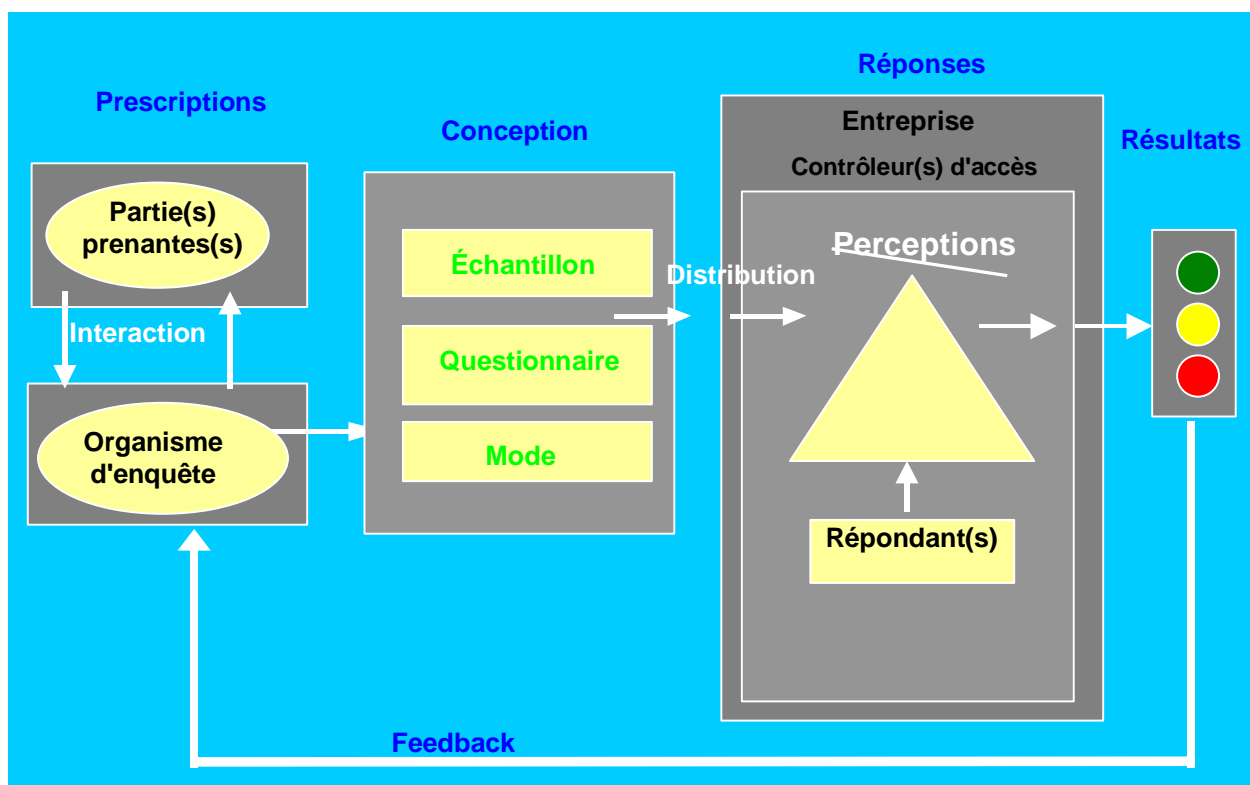 Prescriptions
Partie(s)
prenantes(s)
Interaction
Organisme
d'enquête
Conception
Échantillon
Questionnaire
Mode
Distribution
Réponses
Entreprise
Contrôleur(s) d'accès
Perceptions
Répondant(s)
Résultats
Feedback